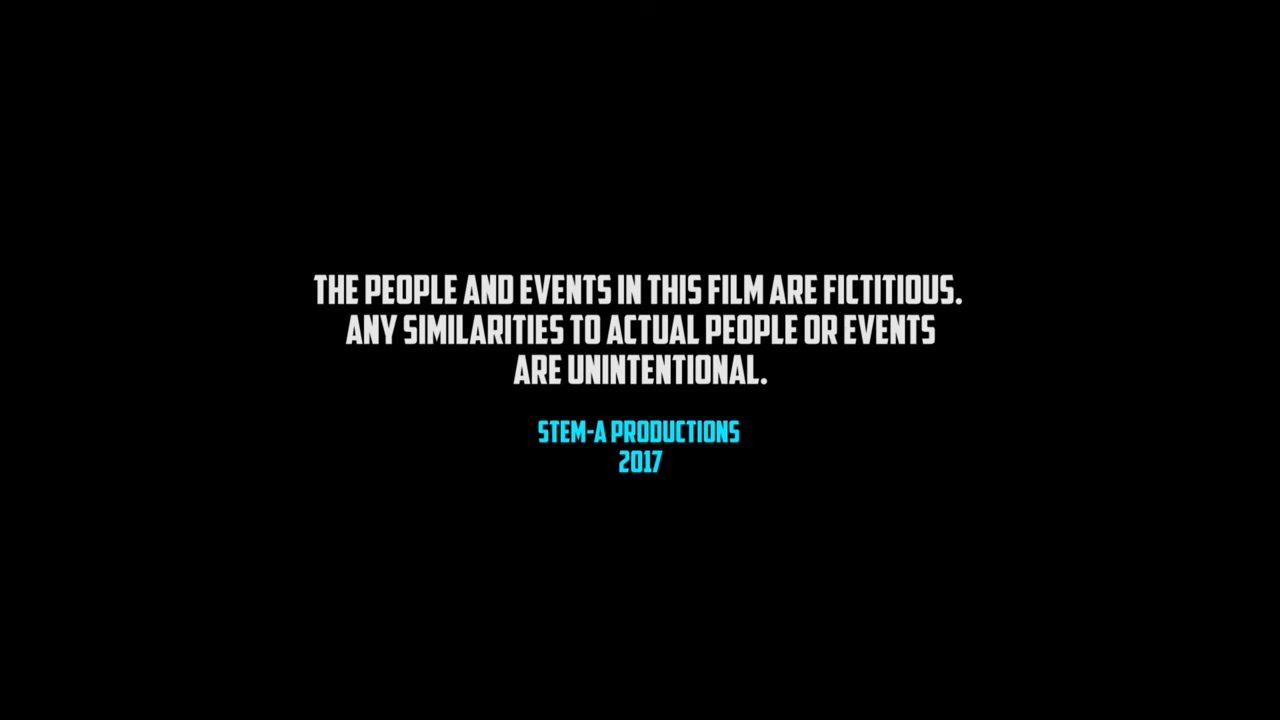 THE PEOPLE AND EVENTS IN THIS FILM ARE FICTITIOUS.
ANY SIMILARITIES TO ACTUAL PEOPLE OR EVENTS
ARE UNINTENTIONAL.
STEM-A PRODUCTIONS
2017